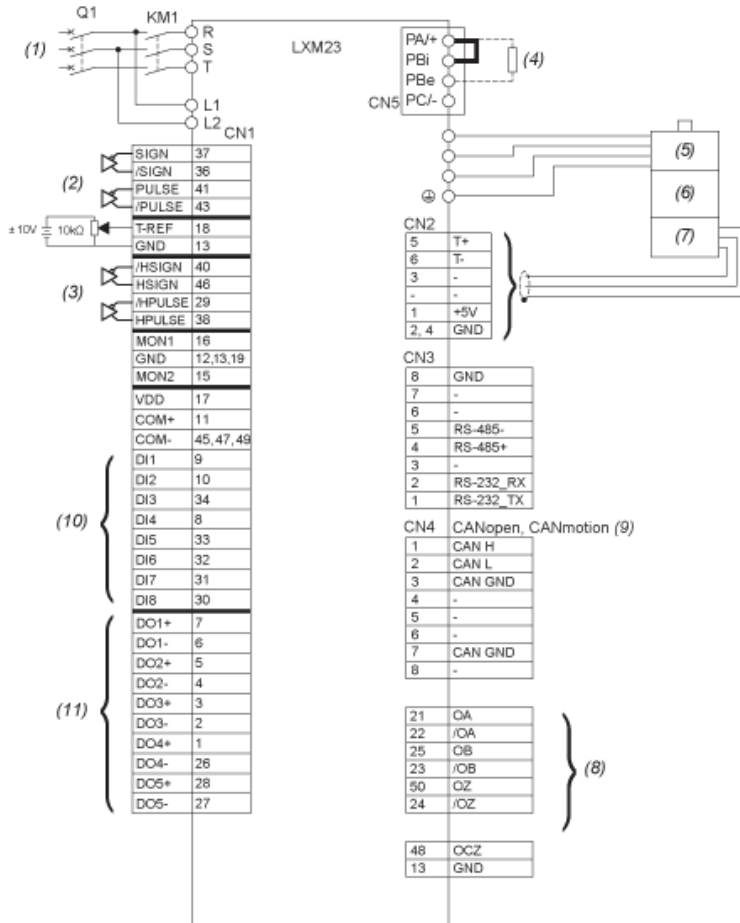 Q1
KM1
(1)
R
S
T
L1
L2
LXM23
PA/+
PBi
PBe
PC/-
CN5
(4)
(5)
(6)
(7)
CN1
SIGN 37
/SIGN 36
PULSE 41
/PULSE 43
(2)
T-REF 18
GND 13
±10V
10kΩ
/HSIGN 40
HSIGN 46
/HPULSE 29
HPULSE 38
(3)
MON1 16
GND 12,13,19
MON2 15
VDD 17
COM+ 11
COM- 45,47,49
DI1 9
DI2 10
DI3 34
DI4 8
DI5 33
DI6 32
DI7 31
DI8 30
(10)
DO1+ 7
DO1- 6
DO2+ 5
DO2- 4
DO3+ 3
DO3- 2
DO4+ 1
DO4- 26
DO5+ 28
DO5- 27
(11)
CN2
5 T+
6 T-
3 -
- -
1 +5V
2, 4 GND
CN3
8 GND
7 -
6 -
5 RS-485-
4 RS-485+
3 -
2 RS-232_RX
1 RS-232_TX
CN4 CANopen, CANmotion (9)
1 CAN H
2 CAN L
3 CAN GND
4 -
5 -
6 -
7 CAN GND
8 -
21 OA
22 /OA
25 OB
23 /OB
50 OZ
24 /OZ
(8)
48 OCZ
13 GND